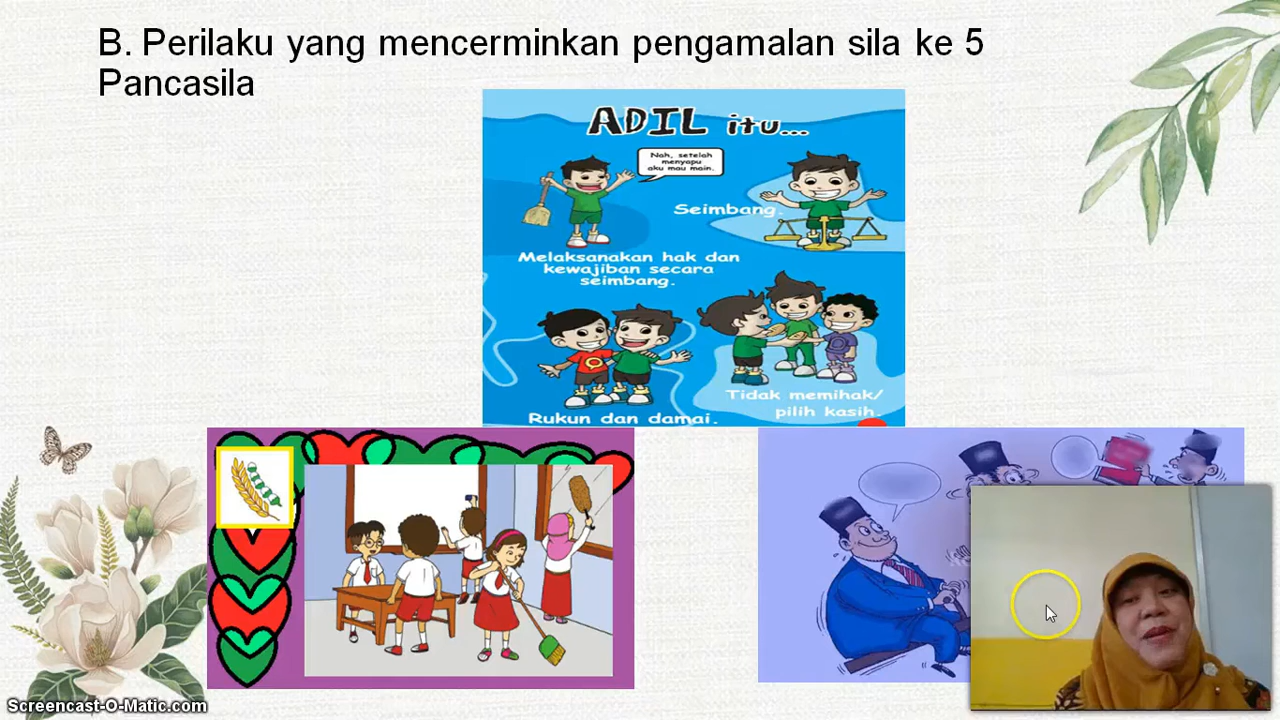 B. Perilaku yang mencerminkan pengamalan sila ke 5
Pancasila
ADIL itu...
Nah, setelah
menyapu
aku mau main.
Seimbang.
Melaksanakan hak dan
kewajiban secara
seimbang.
Rukun dan damai.
Tidak memihak/
pilih kasih.
Screencast-O-Matic.com